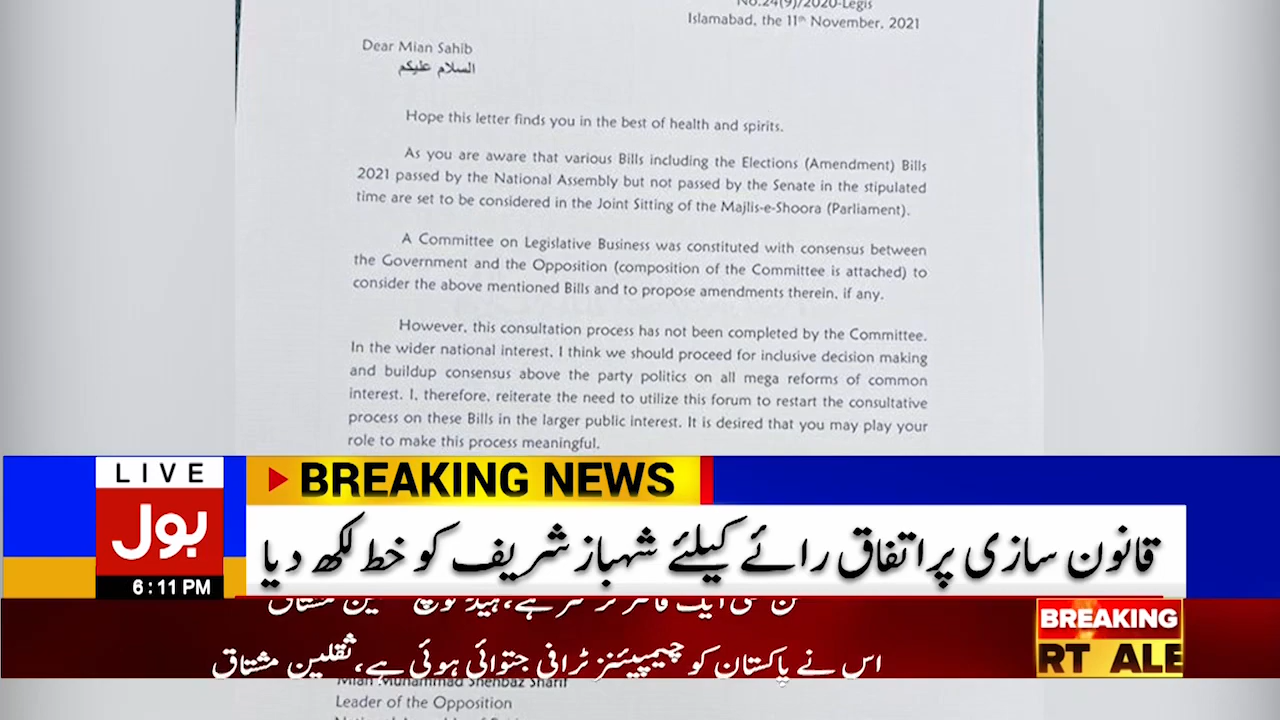 No.24(9)/2020-Legis
Islamabad, the 11th November, 2021
Dear Mian Sahib
السلام علیکم
Hope this letter finds you in the best of health and spirits.
As you are aware that various Bills including the Elections (Amendment) Bills
2021 passed by the National Assembly but not passed by the Senate in the stipulated
time are set to be considered in the Joint Sitting of the Majlis-e-Shoora (Parliament).
A Committee on Legislative Business was constituted with consensus between
the Government and the Opposition (composition of the Committee is attached) to
consider the above mentioned Bills and to propose amendments therein, if any.
However, this consultation process has not been completed by the Committee.
In the wider national interest, I think we should proceed for inclusive decision making
and buildup consensus above the party politics on all mega reforms of common
interest. I, therefore, reiterate the need to utilize this forum to restart the consultative
process on these Bills in the larger public interest. It is desired that you may play your
role to make this process meaningful.
LIVE
BREAKING NEWS
بول
قانون سازی پر اتفاق رائے کیلئے شہباز شریف کو خط لکھ دیا
6:11 PM
BREAKING
RT ALE
اس نے پاکستان کو چیمپیئنز ٹرافی جتوائی ہوئی ہے، ثقلین مشتاق
Mian Muhammad Shehbaz Sharif
Leader of the Opposition